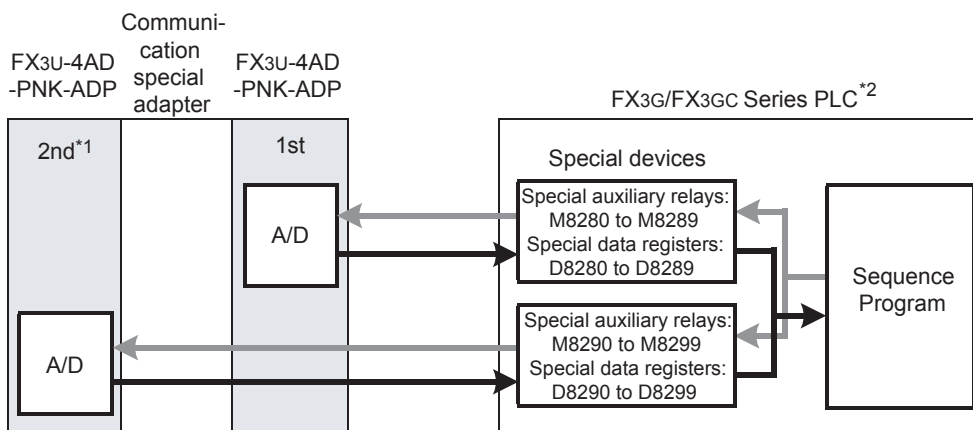 FX3U-4AD
-PNK-ADP
Communi-
cation
special
adapter
FX3U-4AD
-PNK-ADP
FX3G/FX3GC Series PLC*2
2nd*1
1st
Special devices
Special auxiliary relays:
M8280 to M8289
Special data registers:
D8280 to D8289
A/D
Sequence
Program
Special auxiliary relays:
M8290 to M8299
Special data registers:
D8290 to D8299
A/D